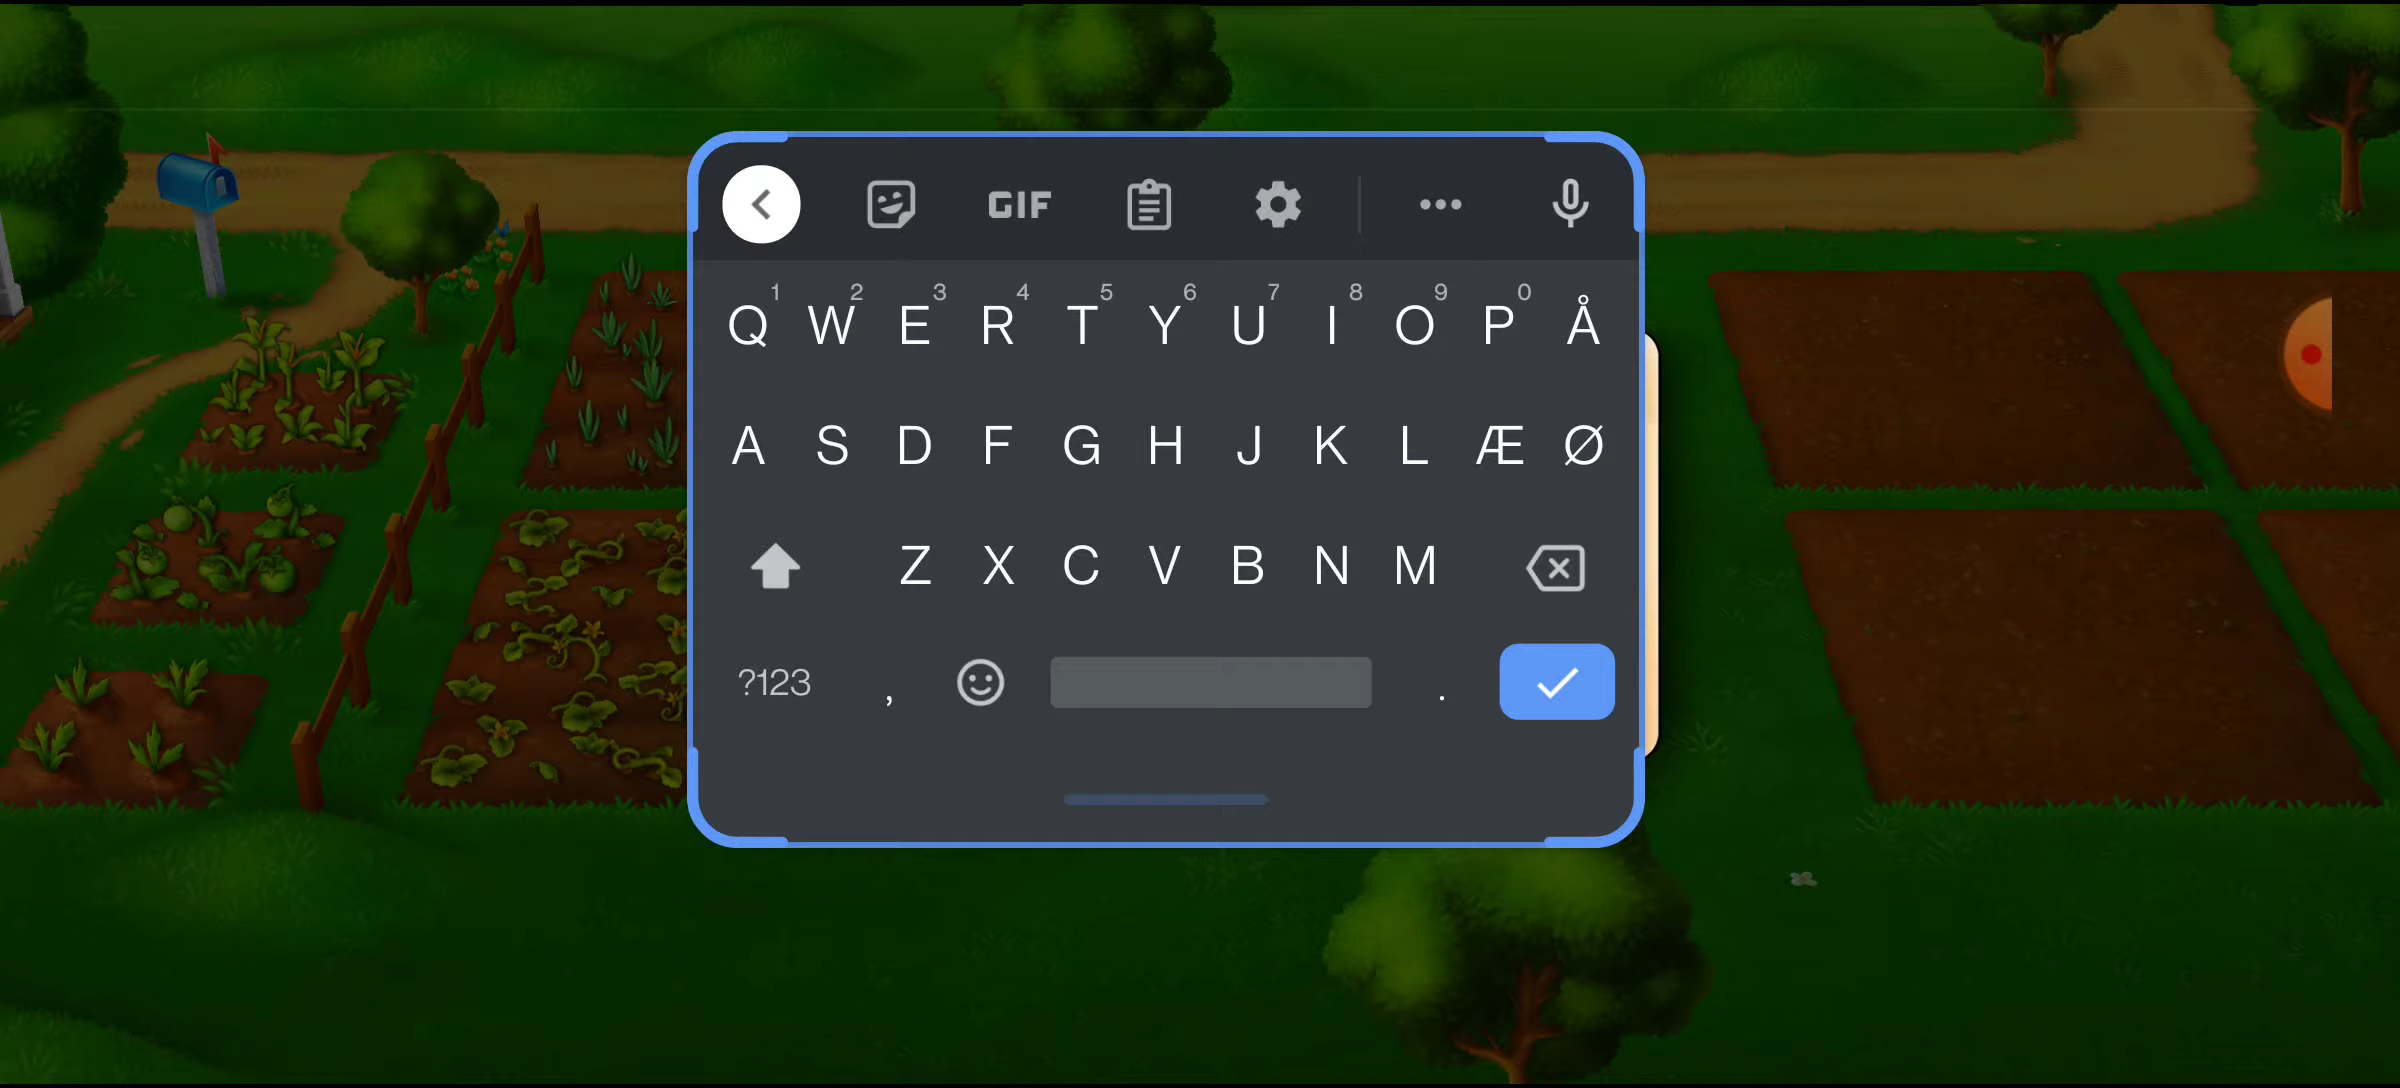 GIF
1 2 3 4 5 6 7 8 9 0
Q W E R T Y U I O P Å
A S D F G H J K L Æ Ø
Z X C V B N M
?123 , .